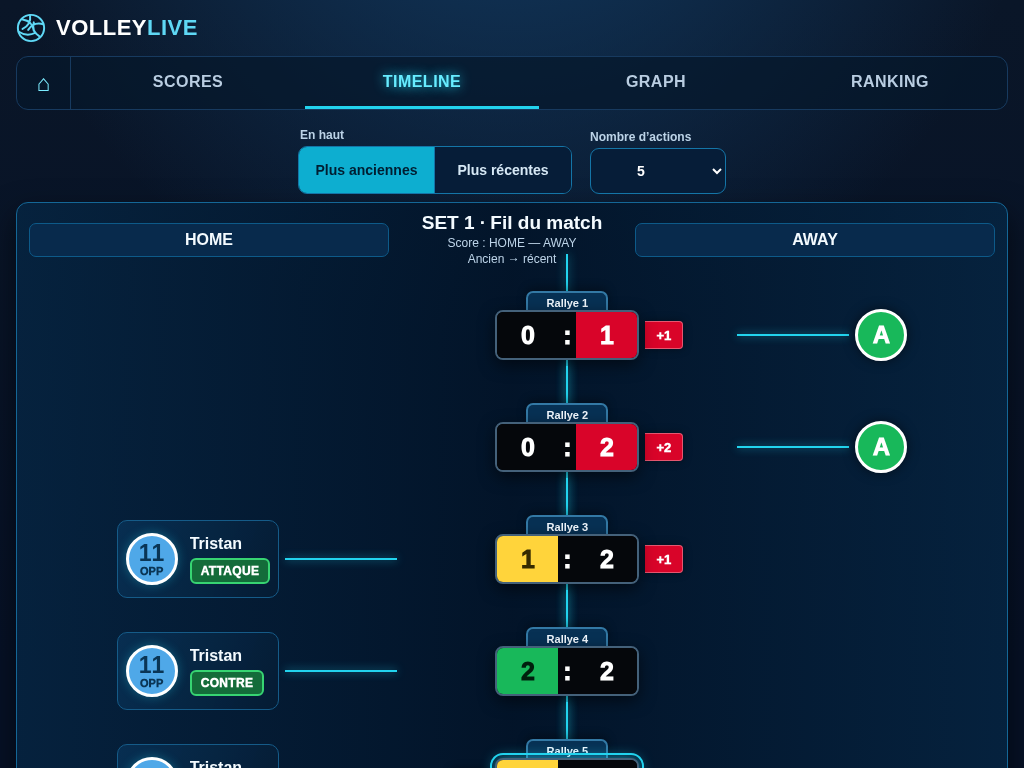 VOLLEYLIVE
SCORES
TIMELINE
GRAPH
RANKING
En haut
Nombre d’actions
Plus anciennes
Plus récentes
5
HOME
SET 1 · Fil du match
AWAY
Score : HOME — AWAY
Ancien → récent
Rallye 1
0 : 1
+1
A
Rallye 2
0 : 2
+2
A
Rallye 3
11
OPP
Tristan
ATTAQUE
1 : 2
+1
Rallye 4
11
OPP
Tristan
CONTRE
2 : 2
Rallye 5
Tristan